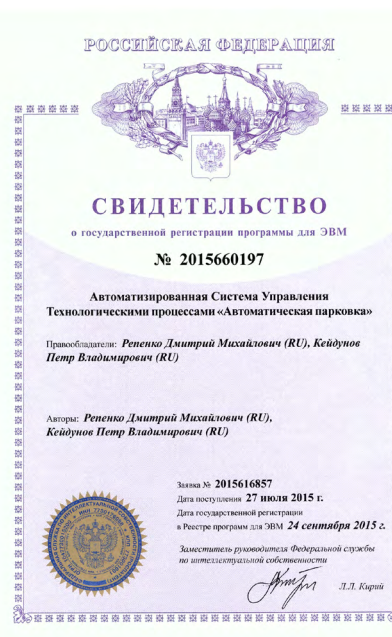 РОССИЙСКАЯ ФЕДЕРАЦИЯ
СВИДЕТЕЛЬСТВО
о государственной регистрации программы для ЭВМ
№ 2015660197
Автоматизированная Система Управления
Технологическими процессами «Автоматическая парковка»
Правообладатели: Репенко Дмитрий Михайлович (RU), Кейдунов
Петр Владимирович (RU)
Авторы: Репенко Дмитрий Михайлович (RU),
Кейдунов Петр Владимирович (RU)
Заявка № 2015616857
Дата поступления 27 июля 2015 г.
Дата государственной регистрации
в Реестре программ для ЭВМ 24 сентября 2015 г.
Заместитель руководителя Федеральной службы
по интеллектуальной собственности
Л.Л. Кирий